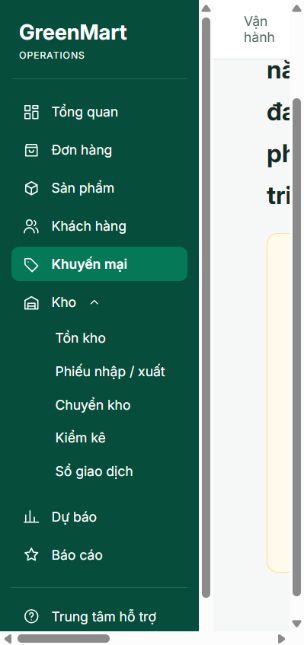 GreenMart
OPERATIONS
Tổng quan
Đơn hàng
Sản phẩm
Khách hàng
Khuyến mại
Kho
Tồn kho
Phiếu nhập / xuất
Chuyển kho
Kiểm kê
Sổ giao dịch
Dự báo
Báo cáo
Trung tâm hỗ trợ
Vận
hành